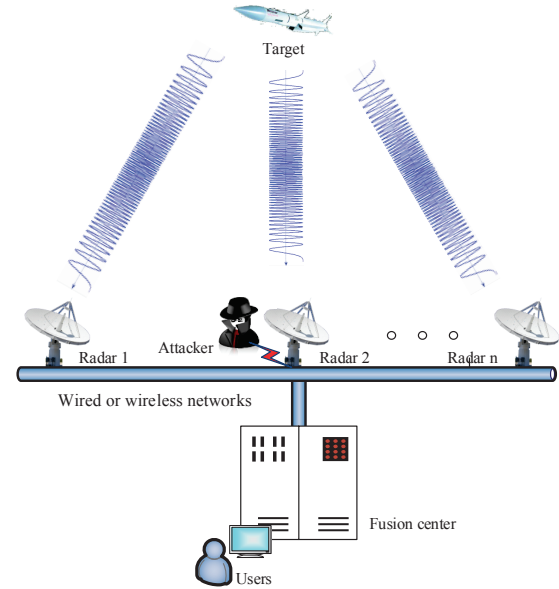 Target
Attacker
Radar 1
Radar 2
Radar n
Wired or wireless networks
Fusion center
Users